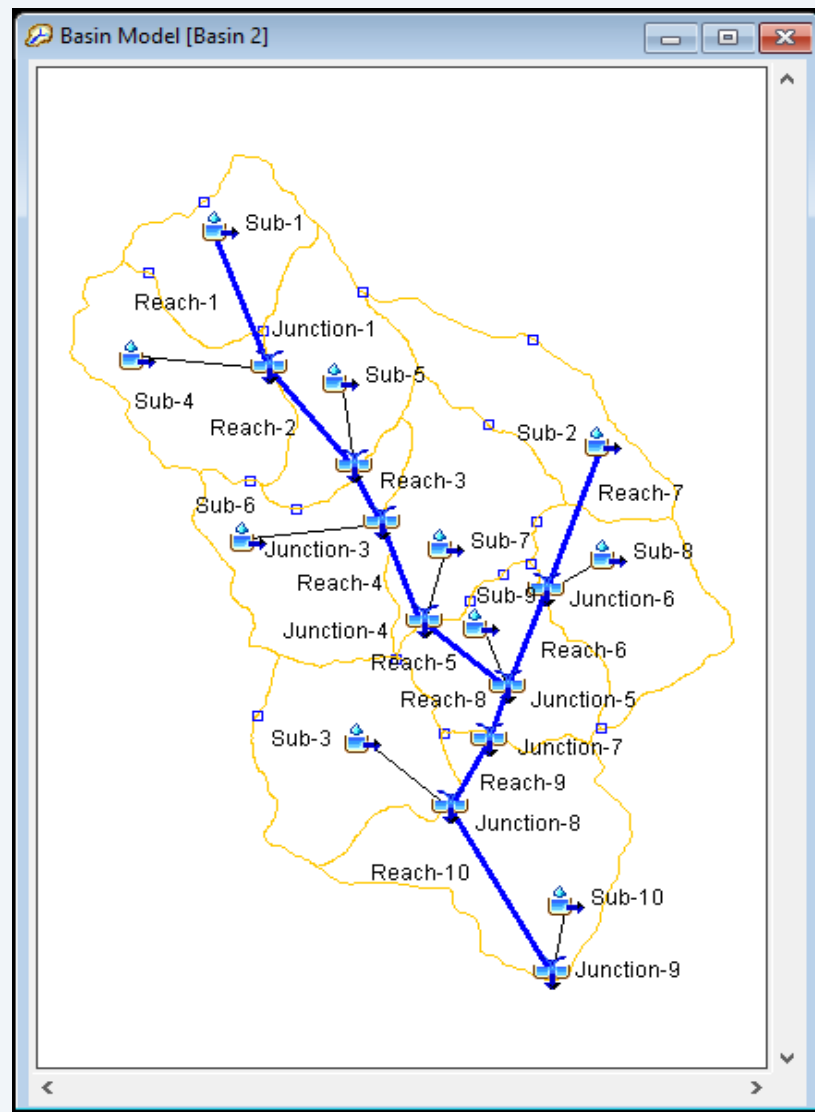 Basin Model [Basin 2]
Sub-1
Reach-1
Junction-1
Sub-4
Sub-5
Reach-2
Sub-2
Reach-3
Reach-7
Sub-6
Junction-3
Sub-7
Sub-8
Reach-4
Sub-9
Junction-6
Junction-4
Reach-5
Reach-6
Reach-8
Junction-5
Sub-3
Junction-7
Reach-9
Junction-8
Reach-10
Sub-10
Junction-9